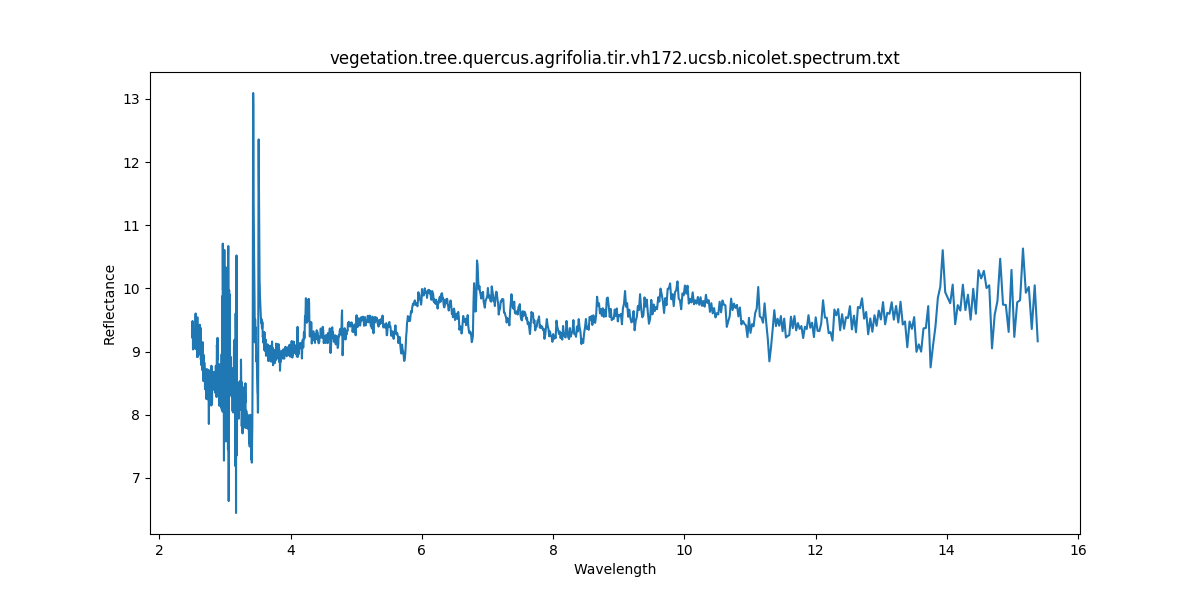 vegetation.tree.quercus.agrifolia.tir.vh172.ucsb.nicolet.spectrum.txt
13
12
11
10
9
8
7
Reflectance
2 4 6 8 10 12 14 16
Wavelength